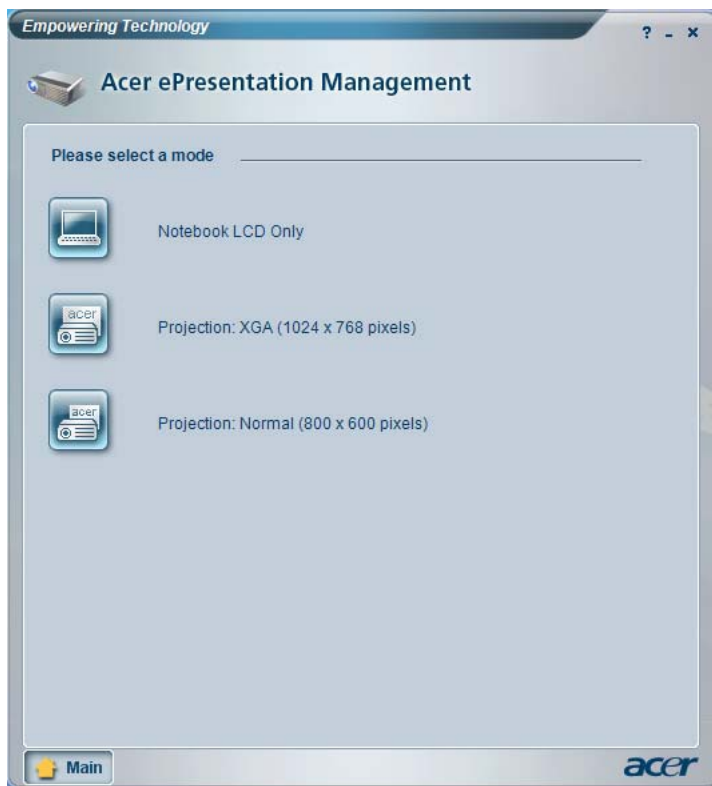 Empowering Technology
? - ×
Acer ePresentation Management
Please select a mode
Notebook LCD Only
acer
Projection: XGA (1024 x 768 pixels)
acer
Projection: Normal (800 x 600 pixels)
Main
acer